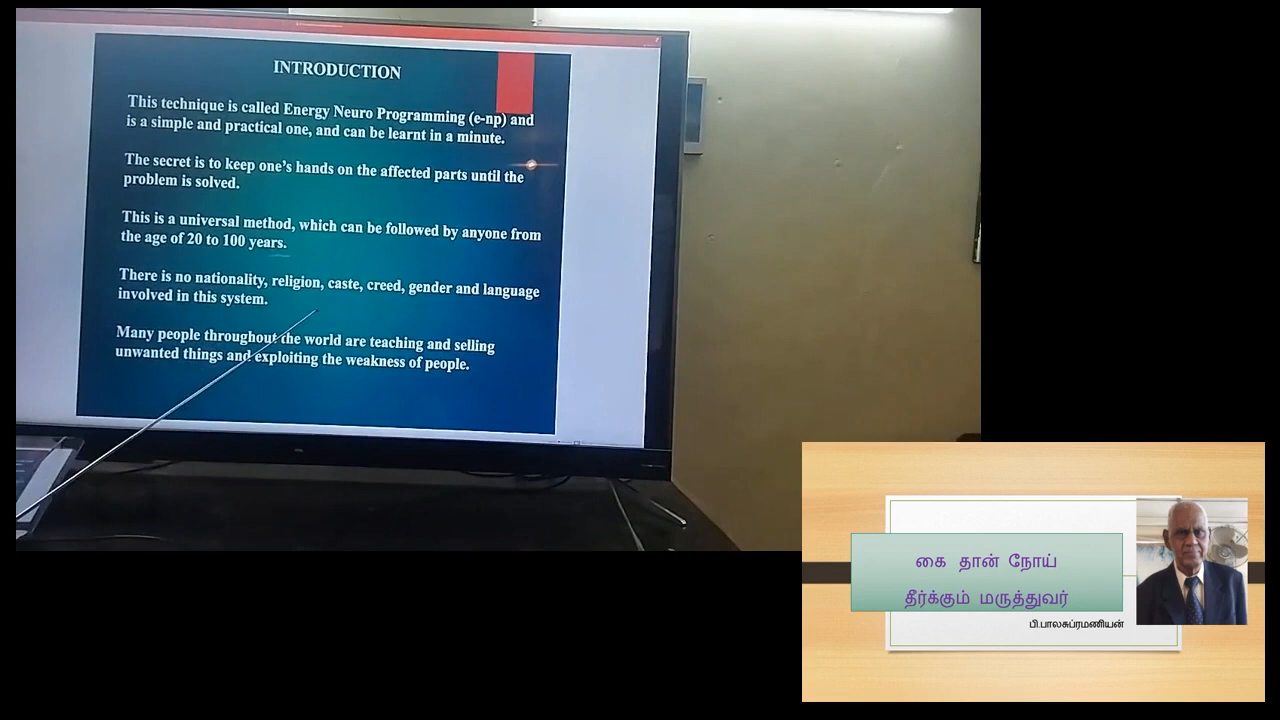 INTRODUCTION
This technique is called Energy Neuro Programming (e-np) and
is a simple and practical one, and can be learnt in a minute.
The secret is to keep one's hands on the affected parts until the
problem is solved.
This is a universal method, which can be followed by anyone from
the age of 20 to 100 years.
There is no nationality, religion, caste, creed, gender and language
involved in this system.
Many people throughout the world are teaching and selling
unwanted things and exploiting the weakness of people.
கை தான் நோய்
தீர்க்கும் மருத்துவர்
பி.பாலசுப்ரமணியன்